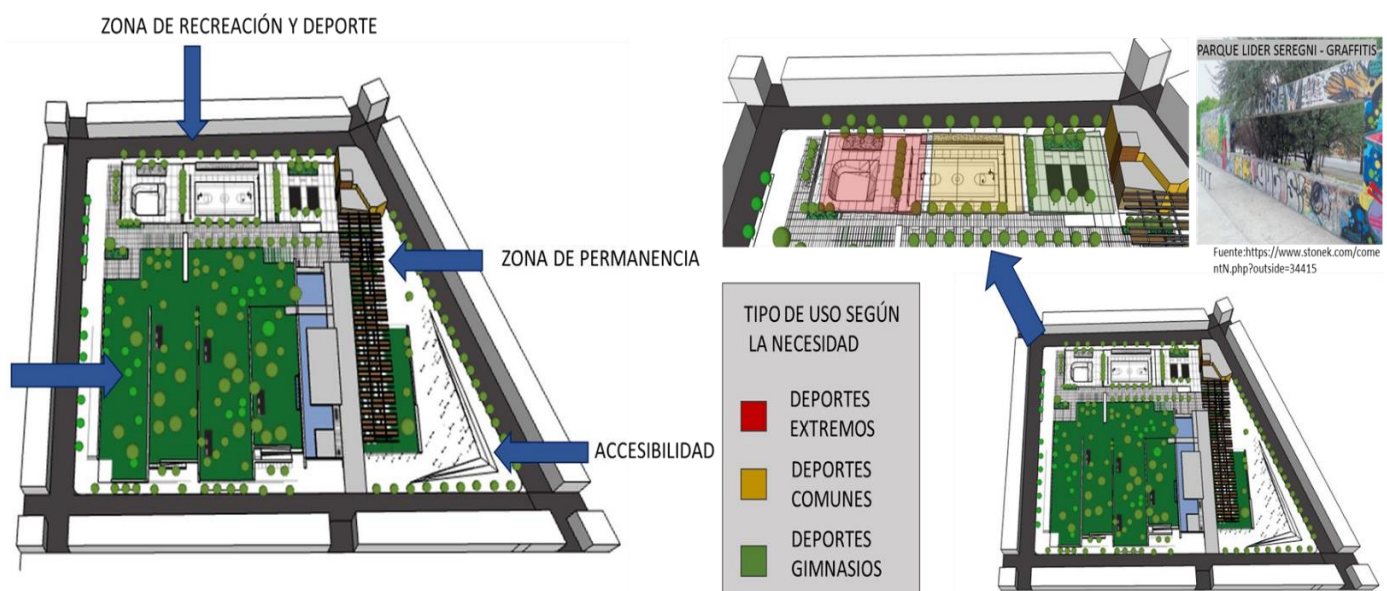 ZONA DE RECREACIÓN Y DEPORTE
ZONA DE PERMANENCIA
ACCESIBILIDAD
PARQUE LIDER SEREGNI - GRAFFITIS
Fuente:https://www.stonek.com/come
ntN.php?outside=34415
TIPO DE USO SEGÚN
LA NECESIDAD
DEPORTES
EXTREMOS
DEPORTES
COMUNES
DEPORTES
GIMNASIOS